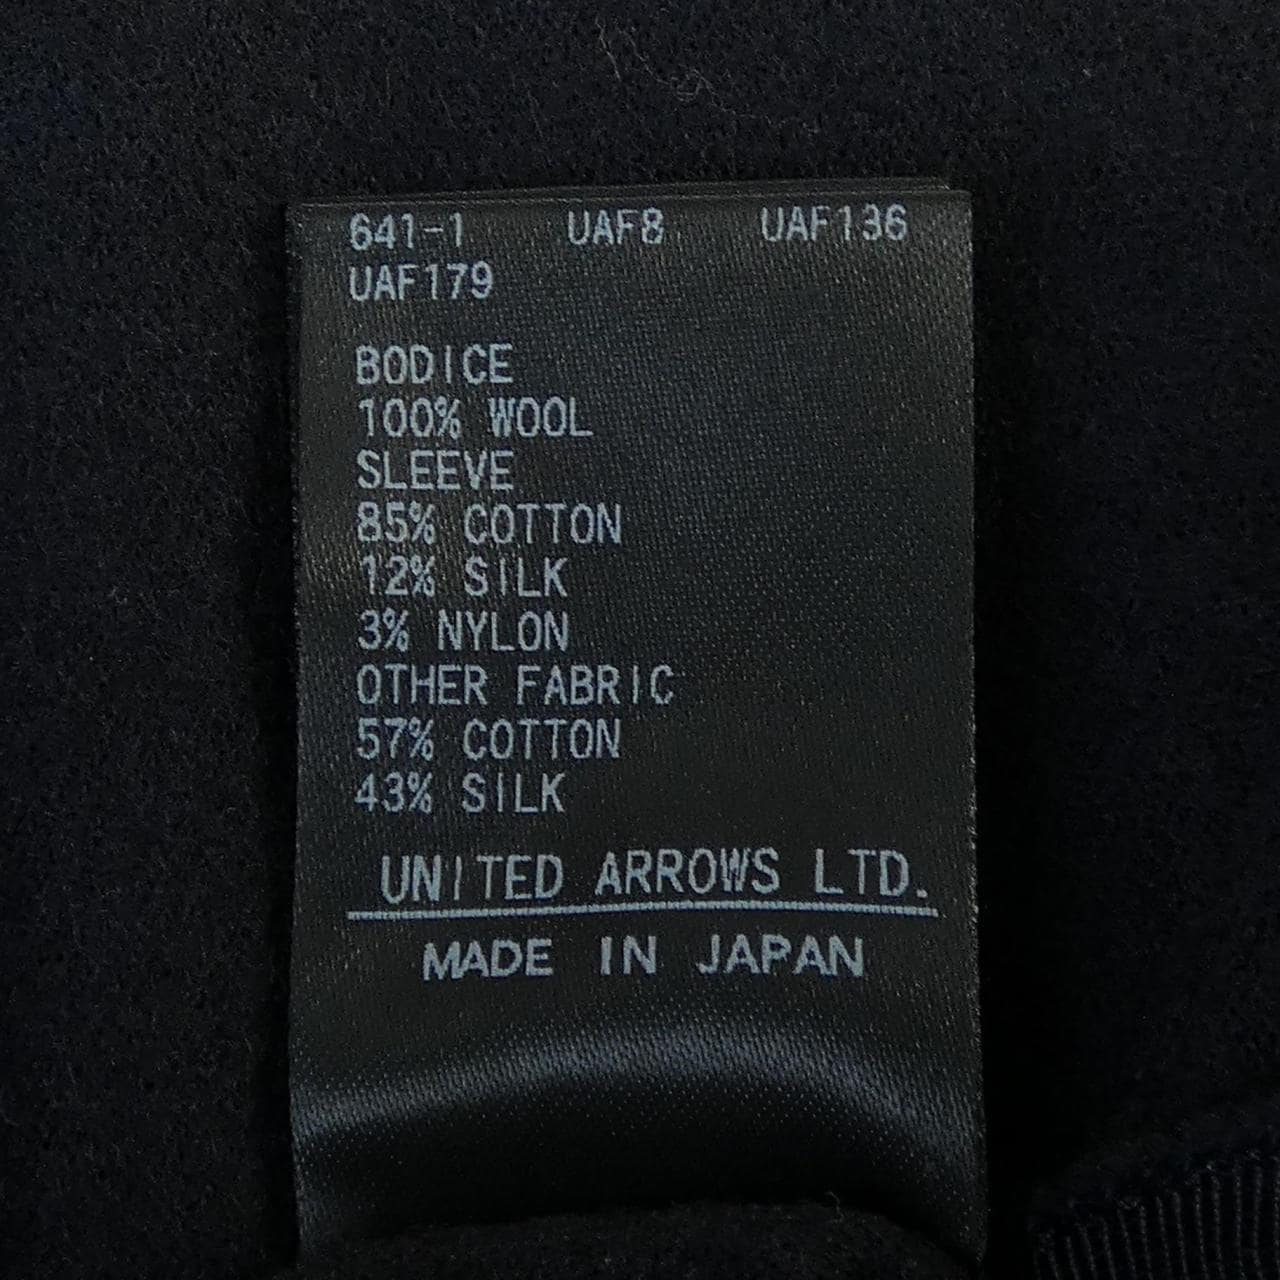 641-1 UAF8 UAF136
UAF179
BODICE
100% WOOL
SLEEVE
85% COTTON
12% SILK
3% NYLON
OTHER FABRIC
57% COTTON
43% SILK
UNITED ARROWS LTD.
MADE IN JAPAN